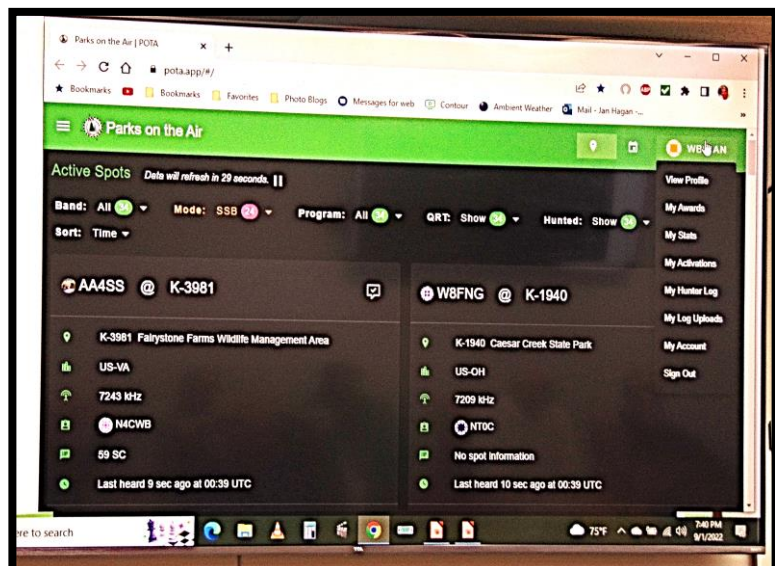 Parks on the Air | POTA
pota.app/#/
Bookmarks Bookmarks Favorites Photo Blogs Messages for web Contour Ambient Weather Mail - Jan Hagan -...
Parks on the Air
Active Spots Data will refresh in 29 seconds.
Band: All 34 Mode: SSB 24 Program: All 34 QRT: Show 34 Hunted: Show 34
Sort: Time
View Profile
My Awards
My Stats
My Activations
My Hunter Log
My Log Uploads
My Account
Sign Out
AA4SS @ K-3981
K-3981 Fairystone Farms Wildlife Management Area
US-VA
7243 kHz
N4CWB
59 SC
Last heard 9 sec ago at 00:39 UTC
W8FNG @ K-1940
K-1940 Caesar Creek State Park
US-OH
7209 kHz
NT0C
No spot information
Last heard 10 sec ago at 00:39 UTC
ere to search
75°F
7:40 PM
9/1/2022